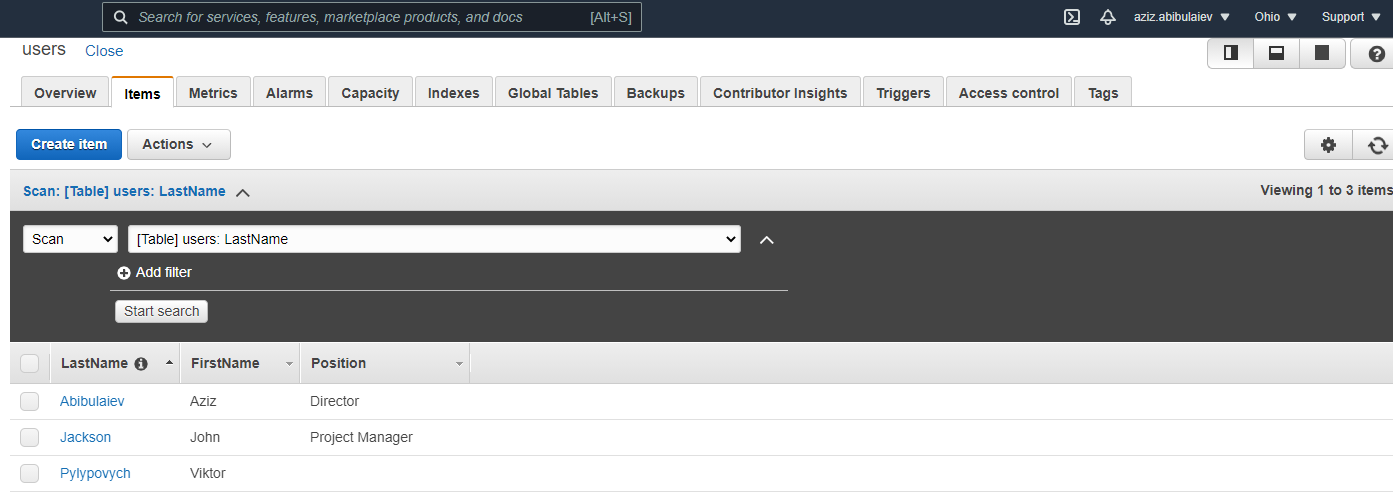 Search for services, features, marketplace products, and docs [Alt+S] aziz.abibulaiev Ohio Support
users Close
Overview Items Metrics Alarms Capacity Indexes Global Tables Backups Contributor Insights Triggers Access control Tags
Create item Actions
Scan: [Table] users: LastName Viewing 1 to 3 items
Scan [Table] users: LastName
Add filter
Start search
LastName FirstName Position
Abibulaiev Aziz Director
Jackson John Project Manager
Pylypovych Viktor